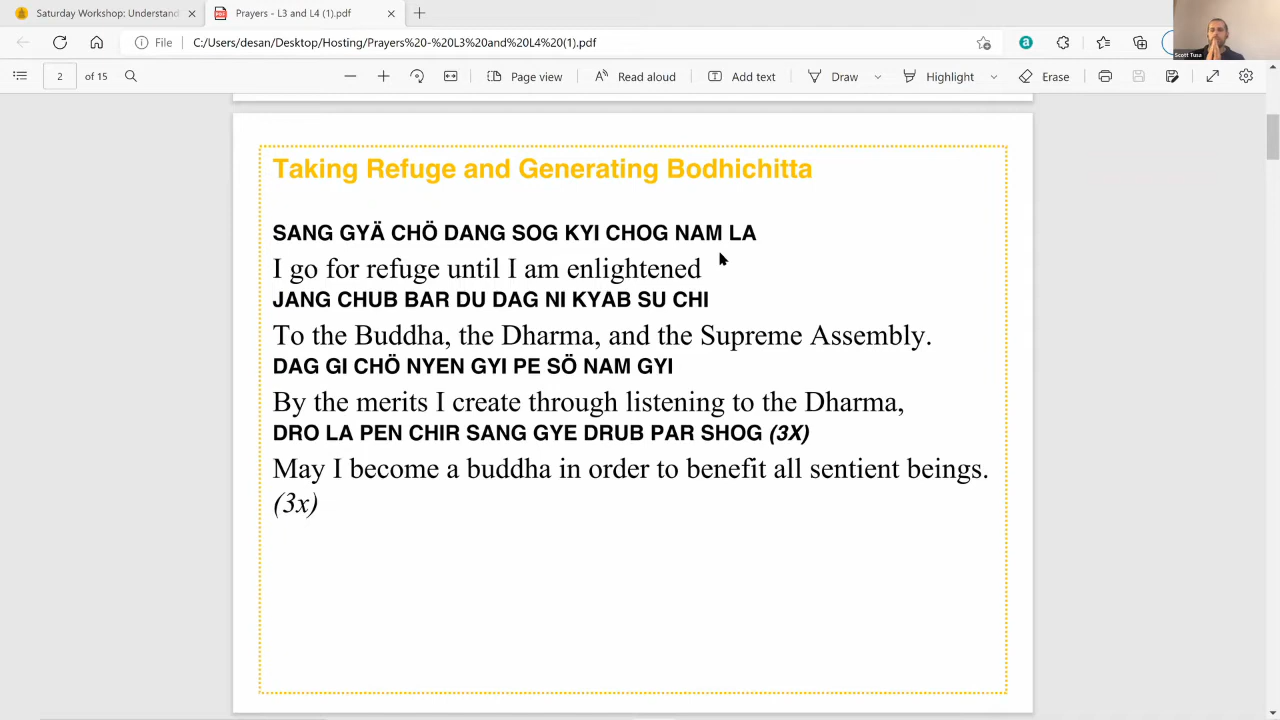 Saturday Workshop: Understand
Prayers - L3 and L4 (1).pdf
File
C:/Users/desan/Desktop/Hosting/Prayers%20-%20L3%20and%20L4%20(1).pdf
Scott Tusa
2 of 15
Page view
Read aloud
Add text
Draw
Highlight
Erase
Taking Refuge and Generating Bodhichitta
SANG GYÄ CHÖ DANG SOG KYI CHOG NAM LA
I go for refuge until I am enlightened
JANG CHUB BAR DU DAG NI KYAB SU CHI
To the Buddha, the Dharma, and the Supreme Assembly.
DAG GI CHÖ NYEN GYI PE SÖ NAM GYI
By the merits I create through listening to the Dharma,
DRO LA PEN CHIR SANG GYE DRUB PAR SHOG (3X)
May I become a buddha in order to benefit all sentient beings.
(3x)